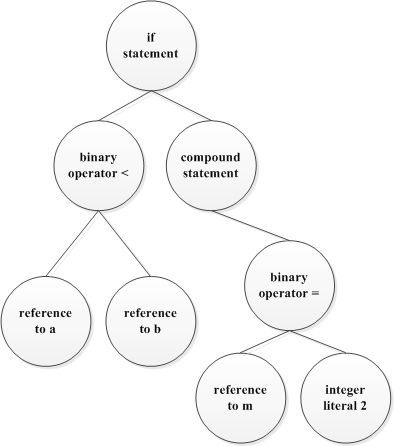 if
statement
binary
operator <
compound
statement
binary
operator =
reference
to a
reference
to b
reference
to m
integer
literal 2